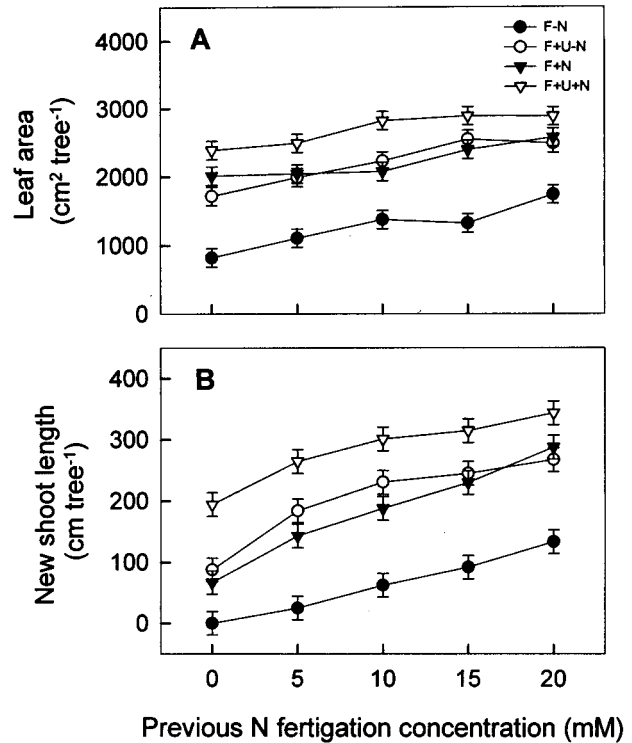 A
F-N
F+U-N
F+N
F+U+N
4000
3000
2000
1000
0
Leaf area
(cm² tree⁻¹)
B
400
300
200
100
0
New shoot length
(cm tree⁻¹)
0 5 10 15 20
Previous N fertigation concentration (mM)